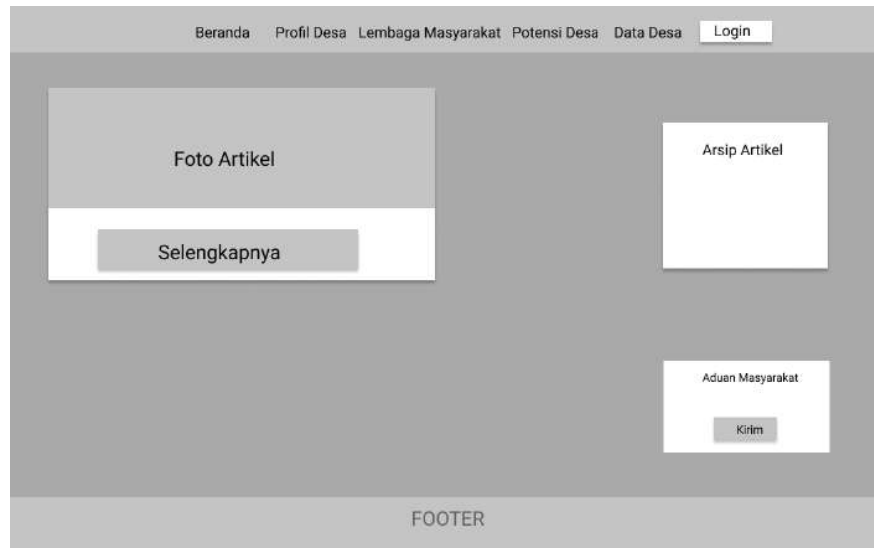 Beranda Profil Desa Lembaga Masyarakat Potensi Desa Data Desa Login
Foto Artikel
Selengkapnya
Arsip Artikel
Aduan Masyarakat
Kirim
FOOTER